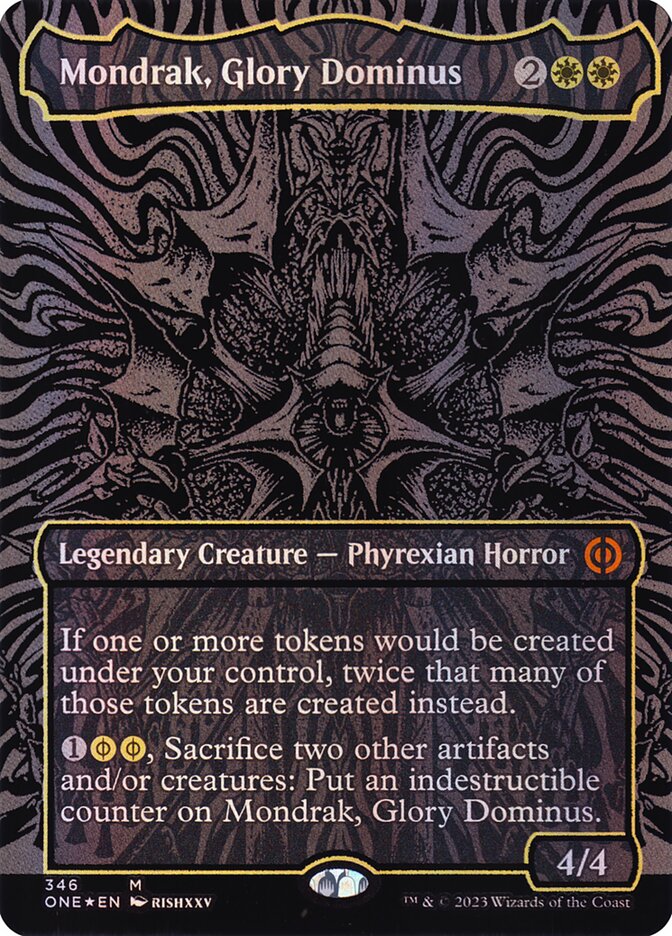 Mondrak, Glory Dominus 2
Legendary Creature — Phyrexian Horror
If one or more tokens would be created
under your control, twice that many of
those tokens are created instead.
1, Sacrifice two other artifacts
and/or creatures: Put an indestructible
counter on Mondrak, Glory Dominus.
4/4
346 M
ONE★EN RISHXXV
™ & © 2023 Wizards of the Coast